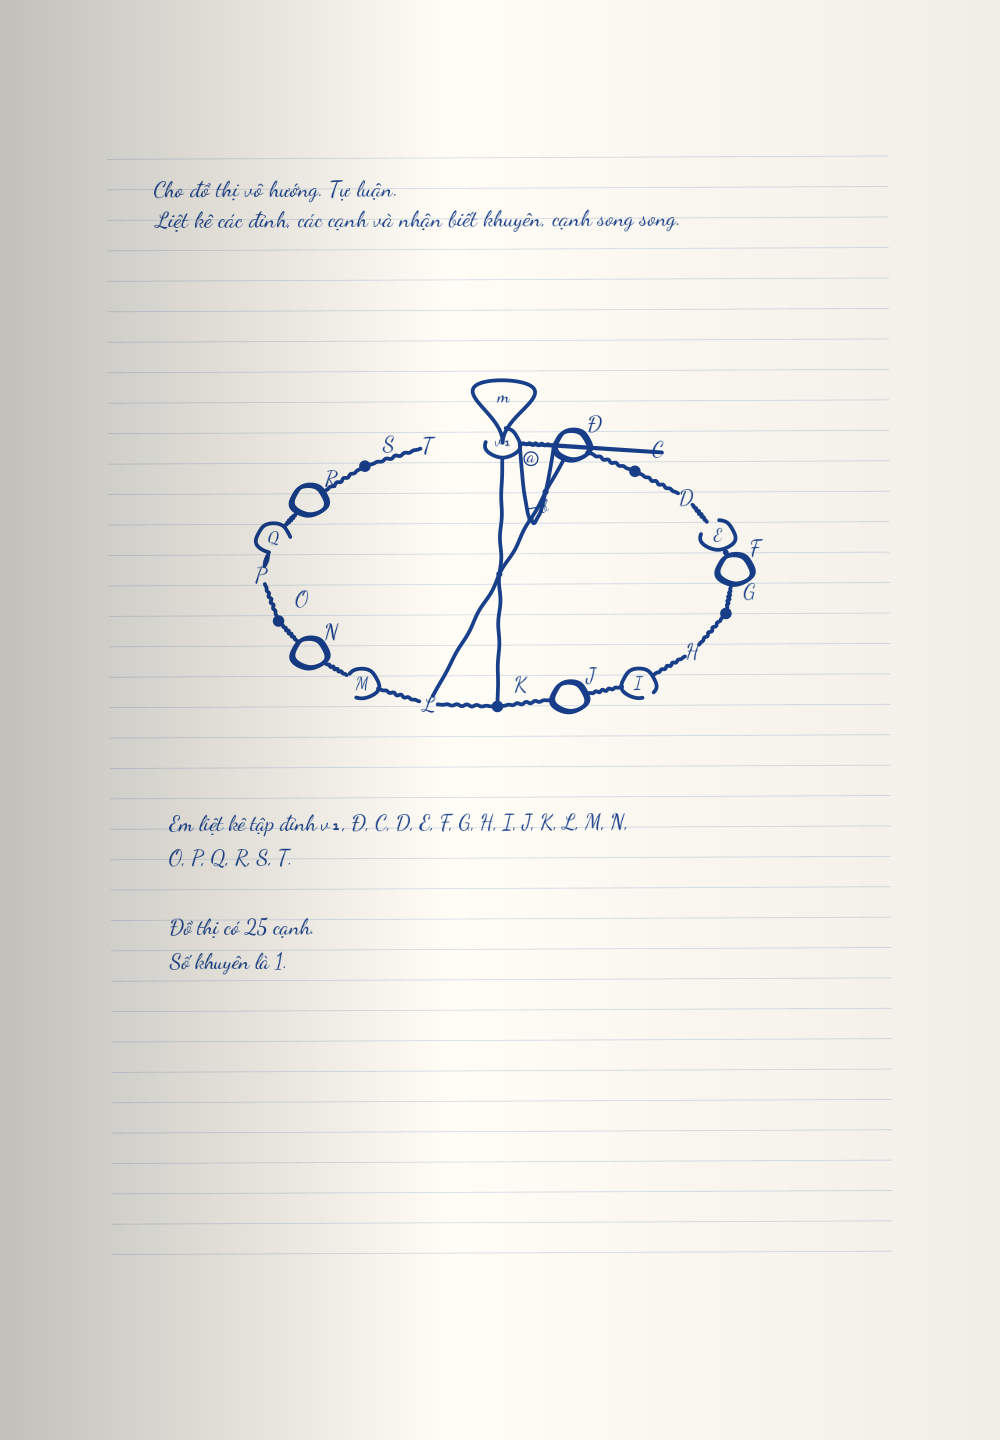 Cho đồ thị vô hướng. Tự luận.
Liệt kê các đỉnh, các cạnh và nhận biết khuyên, cạnh song song.
m
Đ
S T
v1
C
@
R
D
Q
E
F
P
G
O
N
H
M
K
J
I
L
Em liệt kê tập đỉnh v1, Đ, C, D, E, F, G, H, I, J, K, L, M, N,
O, P, Q, R, S, T.
Đồ thị có 25 cạnh.
Số khuyên là 1.